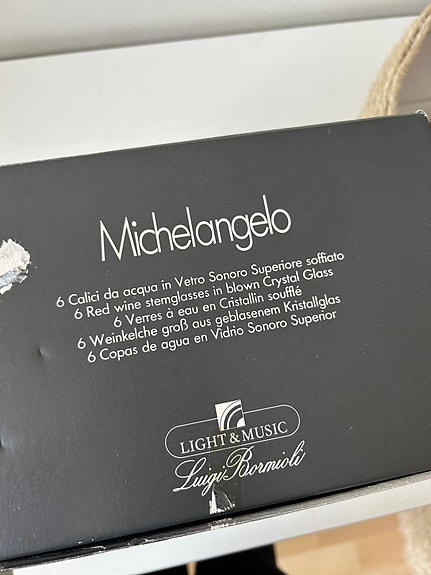 Michelangelo
6 Calici da acqua in Vetro Sonoro Superiore soffiato
6 Red wine stemglasses in blown Crystal Glass
6 Verres à eau en Cristallin soufflé
6 Weinkelche groß aus geblasenem Kristallglas
6 Copas de agua en Vidrio Sonoro Superior
LIGHT & MUSIC
Luigi Bormioli